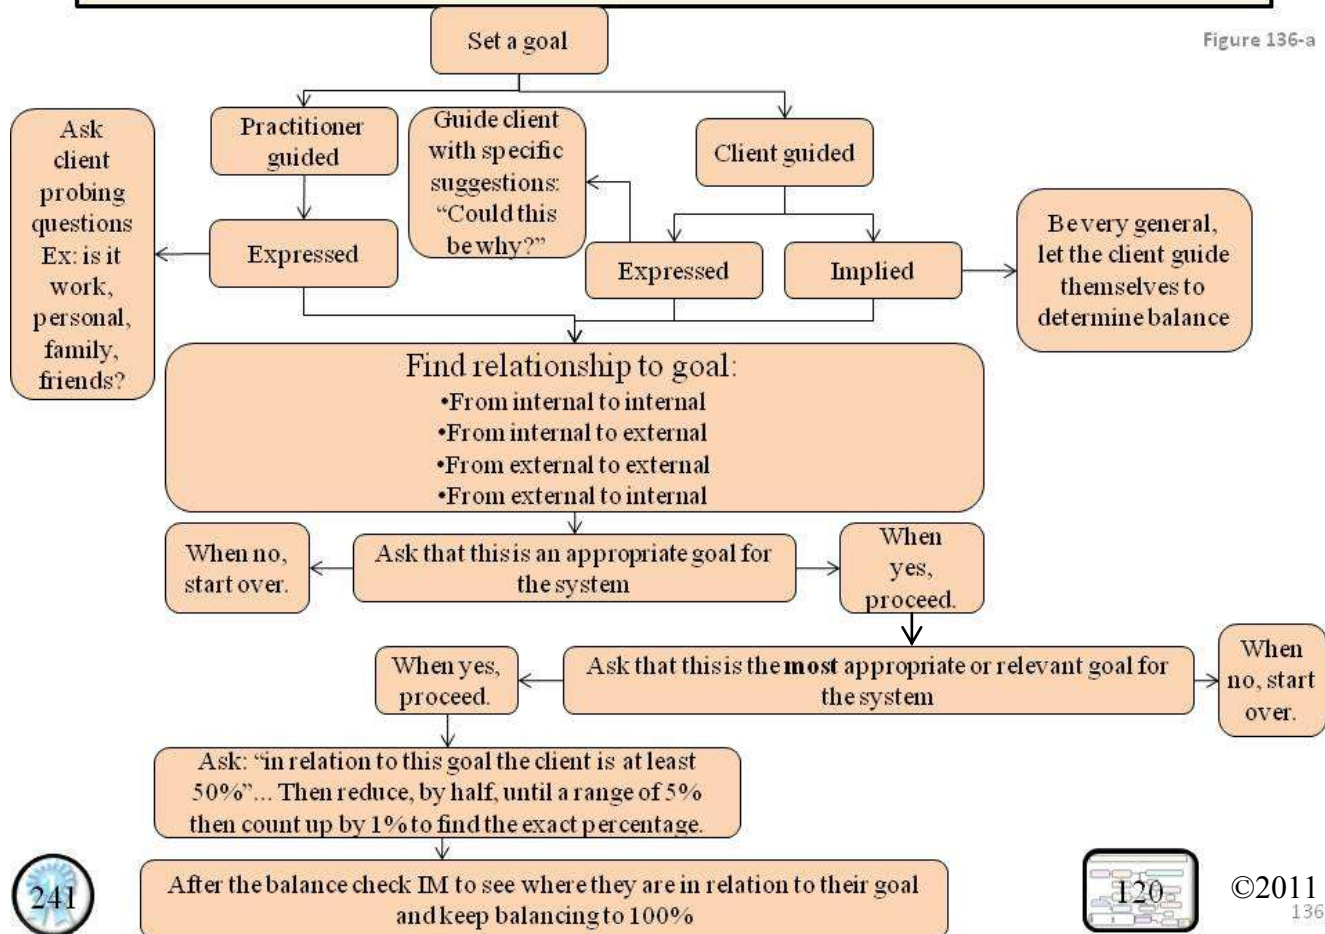 Figure 136-a
Set a goal
Practitioner
guided
Guide client
with specific
suggestions:
“Could this
be why?”
Client guided
Ask
client
probing
questions
Ex: is it
work,
personal,
family,
friends?
Expressed
Expressed
Implied
Be very general,
let the client guide
themselves to
determine balance
Find relationship to goal:
•From internal to internal
•From internal to external
•From external to external
•From external to internal
When no,
start over.
Ask that this is an appropriate goal for
the system
When
yes,
proceed.
When yes,
proceed.
Ask that this is the most appropriate or relevant goal for
the system
When
no, start
over.
Ask: “in relation to this goal the client is at least
50%”... Then reduce, by half, until a range of 5%
then count up by 1% to find the exact percentage.
After the balance check IM to see where they are in relation to their goal
and keep balancing to 100%
241
120
©2011
136